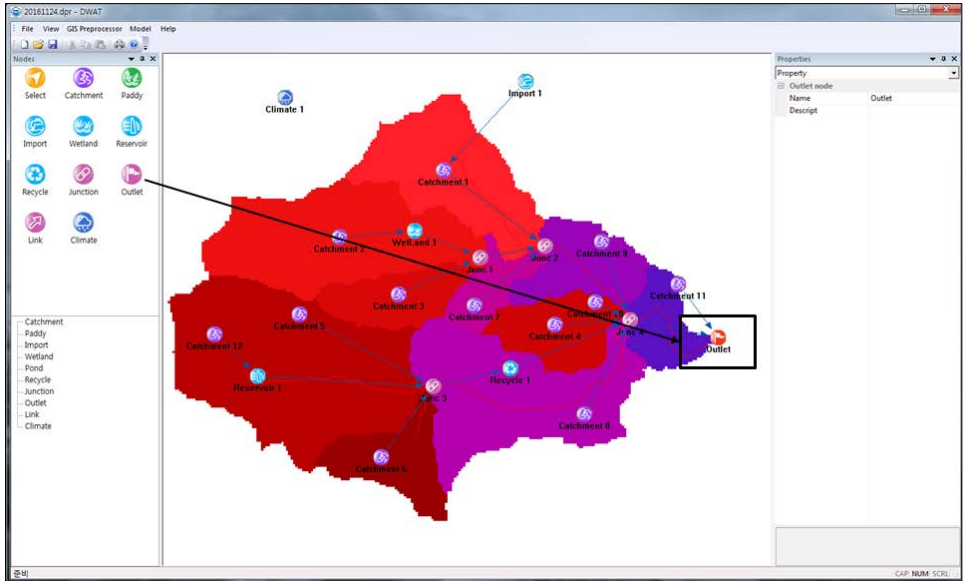 20161124.dpr - DWAT
File View GIS Preprocessor Model Help
Nodes
Select Catchment Paddy
Import Wetland Reservoir
Recycle Junction Outlet
Link Climate
Catchment
Paddy
Import
Wetland
Pond
Recycle
Junction
Outlet
Link
Climate
Climate 1
Import 1
Catchment 1
Catchment 2
WetLand 1
Junc 1
Junc 2
Catchment 9
Catchment 3
Catchment 11
Catchment 5
Catchment 7
Catchment 10
Catchment 4
Junc 4
Outlet
Catchment 12
Reservoir 1
Recycle 1
Junc 3
Catchment 8
Catchment 6
Properties
Property
Outlet node
Name Outlet
Descript
준비
CAP NUM SCRL